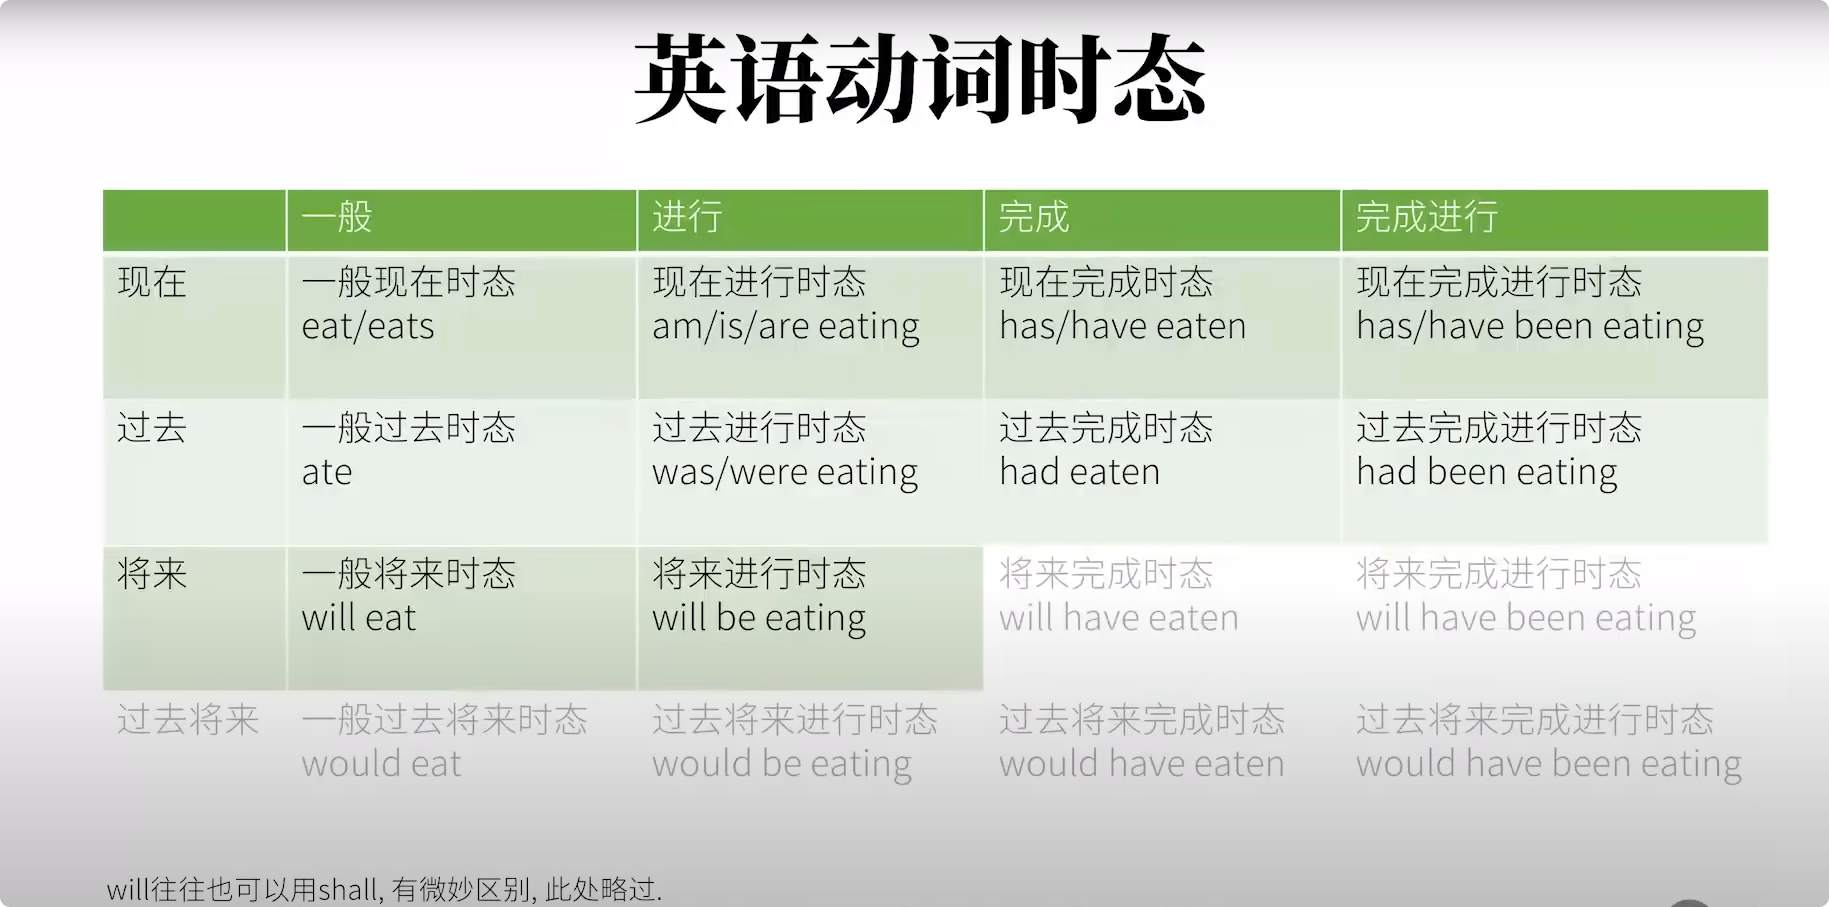 英语动词时态
一般 进行 完成 完成进行
现在 一般现在时态 现在进行时态 现在完成时态 现在完成进行时态
eat/eats am/is/are eating has/have eaten has/have been eating
过去 一般过去时态 过去进行时态 过去完成时态 过去完成进行时态
ate was/were eating had eaten had been eating
将来 一般将来时态 将来进行时态 将来完成时态 将来完成进行时态
will eat will be eating will have eaten will have been eating
过去将来 一般过去将来时态 过去将来进行时态 过去将来完成时态 过去将来完成进行时态
would eat would be eating would have eaten would have been eating
will往往也可以用shall, 有微妙区别, 此处略过.